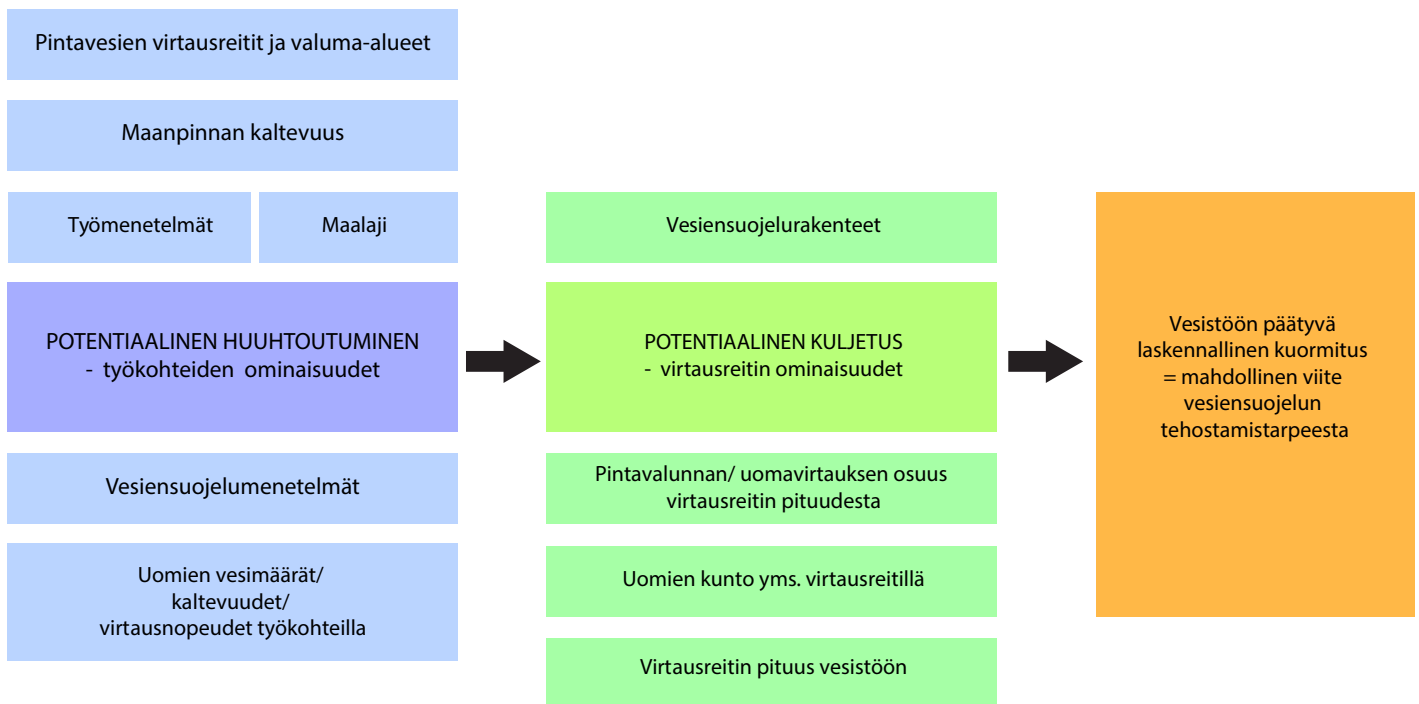 Pintavesien virtausreitit ja valuma-alueet
Maanpinnan kaltevuus
Työmenetelmät
Maalaji
POTENTIAALINEN HUUHTOUTUMINEN
- työkohteiden ominaisuudet
Vesiensuojelumenetelmät
Uomien vesimäärät/
kaltevuudet/
virtausnopeudet työkohteilla
Vesiensuojelurakenteet
POTENTIAALINEN KULJETUS
- virtausreitin ominaisuudet
Pintavalunnan/ uomavirtauksen osuus
virtausreitin pituudesta
Uomien kunto yms. virtausreitillä
Virtausreitin pituus vesistöön
Vesistöön päätyvä
laskennallinen kuormitus
= mahdollinen viite
vesiensuojelun
tehostamistarpeesta